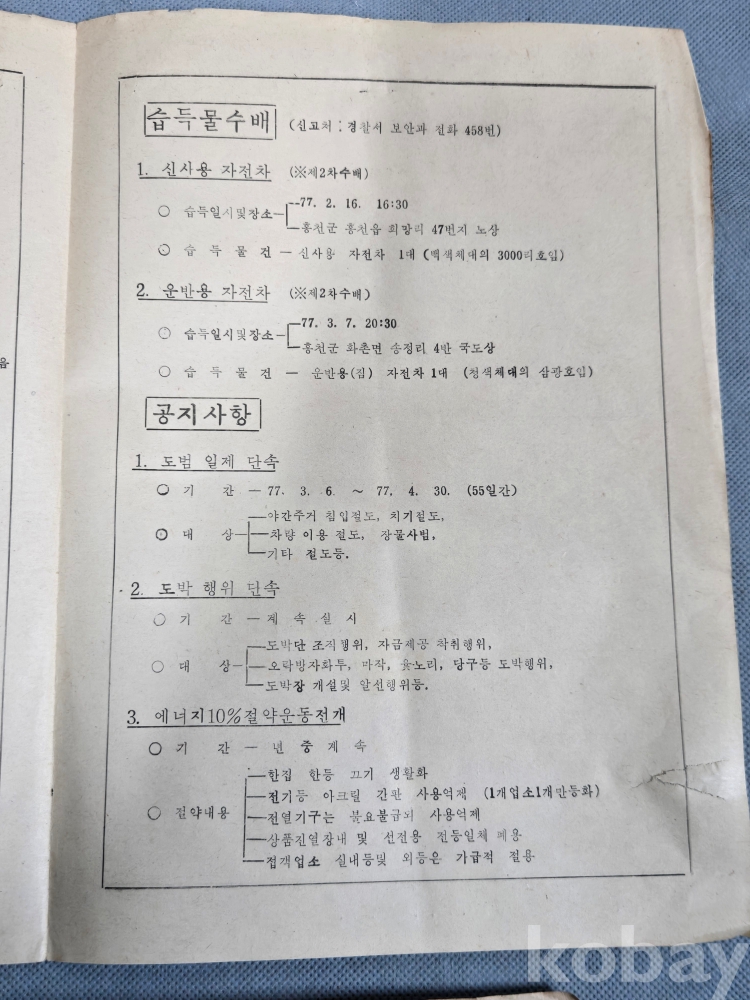 습득물수배 (신고처 : 경찰서 보안과 전화 458번)
1. 신사용 자전차 (※제2차수배)
○ 습득일시및장소 77. 2. 16. 16:30
홍천군 홍천읍 희망리 47번지 노상
○ 습 득 물 건 — 신사용 자전차 1대 (백색체대의 3000리호임)
2. 운반용 자전차 (※제2차수배)
○ 습득일시및장소 77. 3. 7. 20:30
홍천군 화촌면 송정리 4반 국도상
○ 습 득 물 건 — 운반용(짐) 자전차 1대 (청색체대의 삼광호임)
공지사항
1. 도범 일제 단속
○ 기 간 — 77. 3. 6. ~ 77. 4. 30. (55일간)
야간주거 침입절도, 치기절도,
○ 대 상 차량 이용 절도, 장물사범,
기타 절도등.
2. 도박 행위 단속
○ 기 간 — 계 속 실 시
도박단 조직행위, 자금제공 착취행위,
○ 대 상 오락방자화투, 마작, 윷노리, 당구등 도박행위,
도박장 개설및 알선행위등.
3. 에너지10%절약운동전개
○ 기 간 — 년 중 계 속
한집 한등 끄기 생활화
전기등 아크릴 간판 사용억제 (1개업소1개만등화)
○ 절약내용 전열기구는 불요불급외 사용억제
상품진열장내 및 선전용 전등일체 폐용
접객업소 실내등및 외등은 가급적 절용
음
kobay